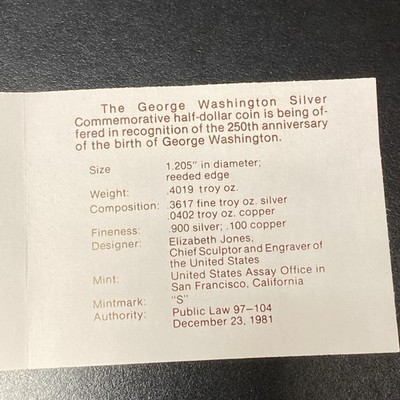 The George Washington Silver
Commemorative half-dollar coin is being of-
fered in recognition of the 250th anniversary
of the birth of George Washington.
Size 1.205" in diameter;
reeded edge
Weight: .4019 troy oz.
Composition: .3617 fine troy oz. silver
.0402 troy oz. copper
Fineness: .900 silver; .100 copper
Designer: Elizabeth Jones,
Chief Sculptor and Engraver of
the United States
Mint: United States Assay Office in
San Francisco, California
Mintmark: "S"
Authority: Public Law 97-104
December 23, 1981